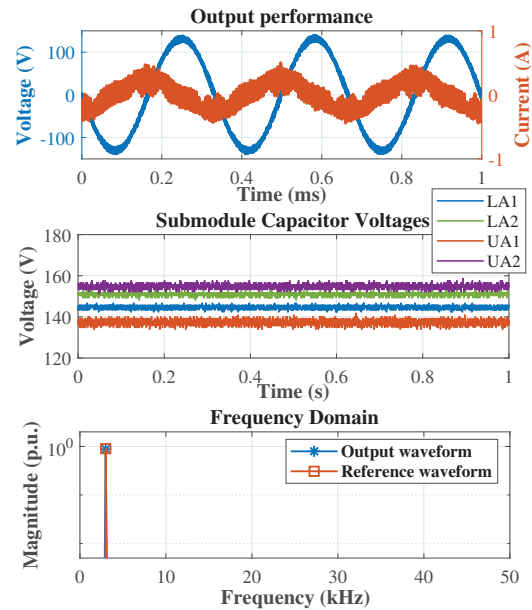 Output performance
Voltage (V)
100
0
-100
1
0
-1
Current (A)
0 0.2 0.4 0.6 0.8 1
Time (ms)
LA1
LA2
UA1
UA2
Submodule Capacitor Voltages
Voltage (V)
180
160
140
120
0 0.2 0.4 0.6 0.8 1
Time (s)
Frequency Domain
Magnitude (p.u.)
10^0
Output waveform
Reference waveform
0 10 20 30 40 50
Frequency (kHz)